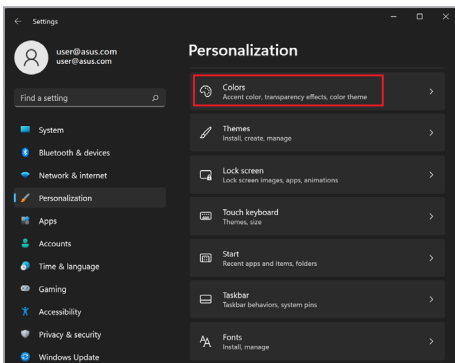 Settings
user@asus.com
user@asus.com
Find a setting
System
Bluetooth & devices
Network & internet
Personalization
Apps
Accounts
Time & language
Gaming
Accessibility
Privacy & security
Windows Update
Personalization
Colors
Accent color, transparency effects, color theme
Themes
Install, create, manage
Lock screen
Lock screen images, apps, animations
Touch keyboard
Themes, size
Start
Recent apps and items, folders
Taskbar
Taskbar behaviors, system pins
Fonts
Install, manage